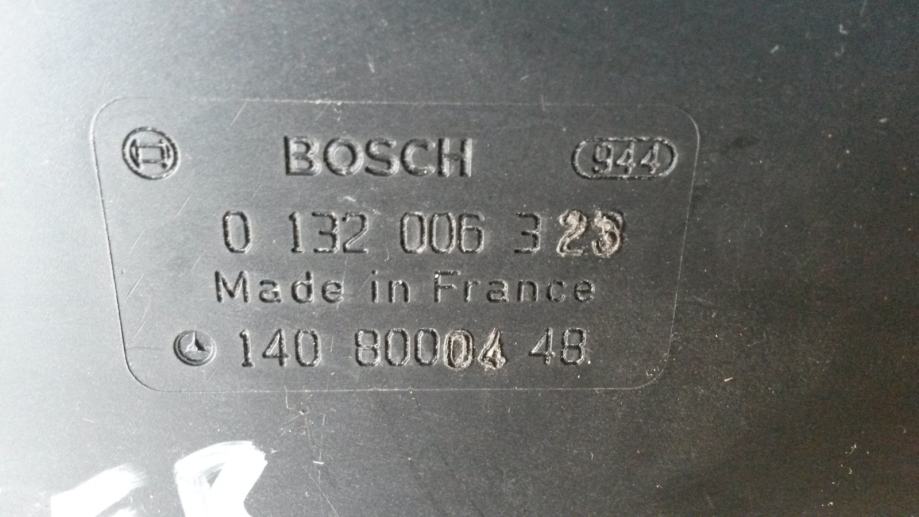 BOSCH 944
0 132 006 323
Made in France
140 80004 48